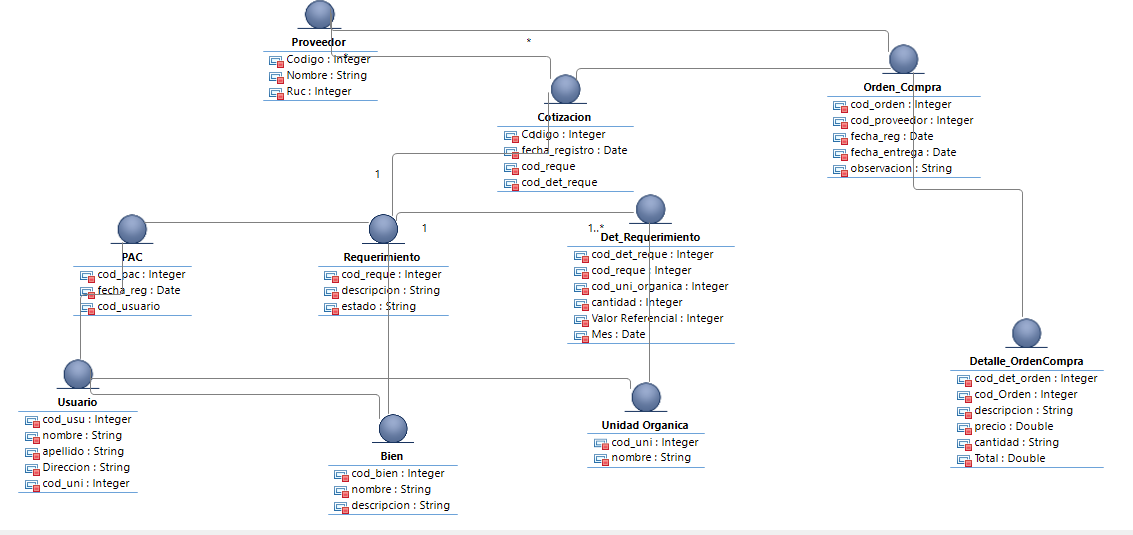 Proveedor
Codigo : Integer
Nombre : String
Ruc : Integer
*
*
Orden_Compra
cod_orden : Integer
cod_proveedor : Integer
fecha_reg : Date
fecha_entrega : Date
observacion : String
Cotizacion
Codigo : Integer
fecha_registro : Date
cod_reque
cod_det_reque
1
1
1..*
PAC
cod_pac : Integer
fecha_reg : Date
cod_usuario
Requerimiento
cod_reque : Integer
descripcion : String
estado : String
Det_Requerimiento
cod_det_reque : Integer
cod_reque : Integer
cod_uni_organica : Integer
cantidad : Integer
Valor Referencial : Integer
Mes : Date
Detalle_OrdenCompra
cod_det_orden : Integer
cod_Orden : Integer
descripcion : String
precio : Double
cantidad : String
Total : Double
Usuario
cod_usu : Integer
nombre : String
apellido : String
Direccion : String
cod_uni : Integer
Bien
cod_bien : Integer
nombre : String
descripcion : String
Unidad Organica
cod_uni : Integer
nombre : String